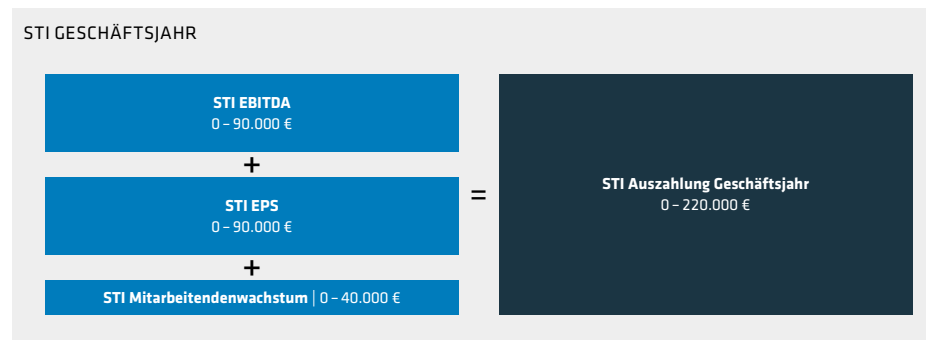 STI GESCHÄFTSJAHR
STI EBITDA
0 – 90.000 €
+
STI EPS
0 – 90.000 €
+
STI Mitarbeitendenwachstum | 0 – 40.000 €
=
STI Auszahlung Geschäftsjahr
0 – 220.000 €